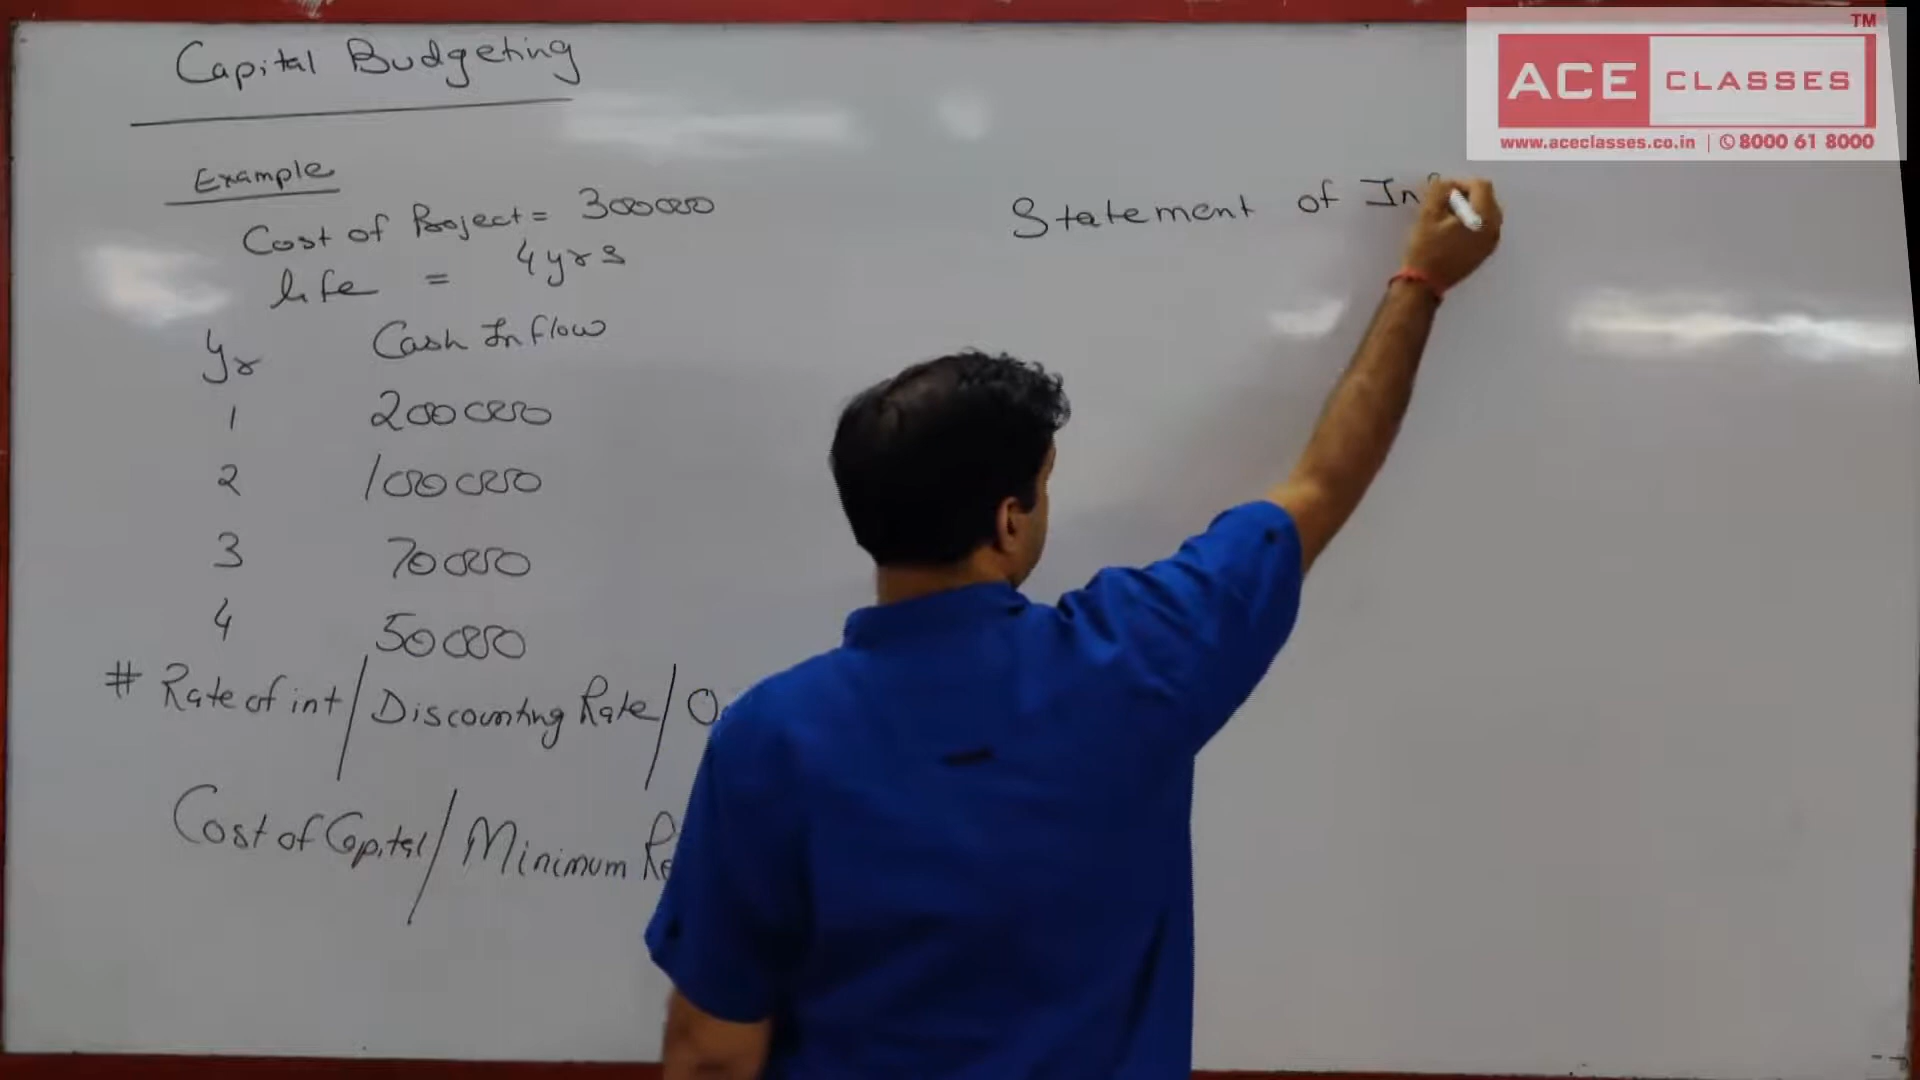 Capital Budgeting
Example
Cost of Project = 300000
life = 4 yrs
Yr Cash Inflow
1 200000
2 100000
3 70000
4 50000
# Rate of int / Discounting Rate /
Cost of Capital / Minimum
Statement of
TM
ACE CLASSES
www.aceclasses.co.in | 8000 61 8000